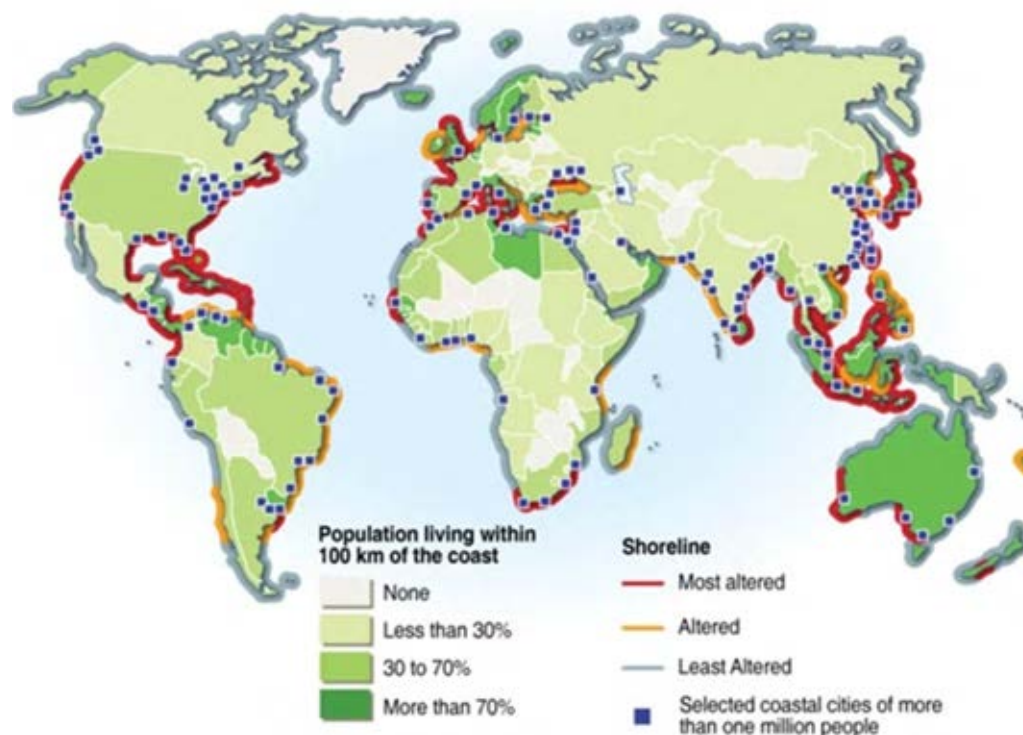 Population living within
100 km of the coast
None
Less than 30%
30 to 70%
More than 70%
Shoreline
Most altered
Altered
Least Altered
Selected coastal cities of more
than one million people